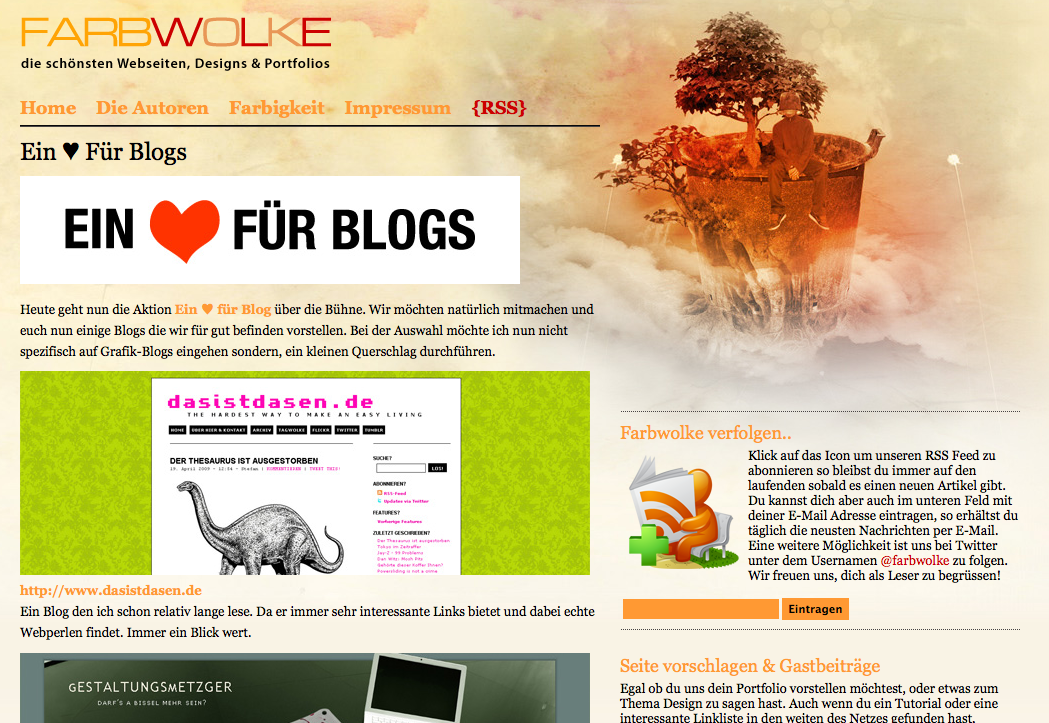 FARBWOLKE
die schönsten Webseiten, Designs & Portfolios
Home Die Autoren Farbigkeit Impressum {RSS}
Ein ♥ Für Blogs
EIN ♥ FÜR BLOGS
Heute geht nun die Aktion Ein ♥ für Blog über die Bühne. Wir möchten natürlich mitmachen und
euch nun einige Blogs die wir für gut befinden vorstellen. Bei der Auswahl möchte ich nun nicht
spezifisch auf Grafik-Blogs eingehen sondern, ein kleinen Querschlag durchführen.
dasistdasen.de
THE HARDEST WAY TO MAKE AN EASY LIVING
HOME ÜBER HIER & KONTAKT ARCHIV TAGWOLKE FLICKR TWITTER TUMBLR
DER THESAURUS IST AUSGESTORBEN
19. April 2009 - 12:34 - Stefan | KOMMENTIEREN | TWEET THIS!
SUCHE?
LOS!
ABONNIEREN?
RSS-Feed
Updates via Twitter
FEATURES?
Vorherige Features
ZULETZT GESCHRIEBEN?
Der Thesaurus ist ausgestorben
Tokio im Zeitraffer
Jay-Z - 99 Problems
Gehörte dieser Koffer Ihnen?
http://www.dasistdasen.de
Ein Blog den ich schon relativ lange lese. Da er immer sehr interessante Links bietet und dabei echte
Webperlen findet. Immer ein Blick wert.
GESTALTUNGSMETZGER
DARF'S A BISSEL MEHR SEIN?
Farbwolke verfolgen..
Klick auf das Icon um unseren RSS Feed zu
abonnieren so bleibst du immer auf den
laufenden sobald es einen neuen Artikel gibt.
Du kannst dich aber auch im unteren Feld mit
deiner E-Mail Adresse eintragen, so erhältst du
täglich die neusten Nachrichten per E-Mail.
Eine weitere Möglichkeit ist uns bei Twitter
unter dem Usernamen @farbwolke zu folgen.
Wir freuen uns, dich als Leser zu begrüssen!
Eintragen
Seite vorschlagen & Gastbeiträge
Egal ob du uns dein Portfolio vorstellen möchtest, oder etwas zum
Thema Design zu sagen hast. Auch wenn du ein Tutorial oder eine
interessante Linkliste in den weiten des Netzes gefunden hast,